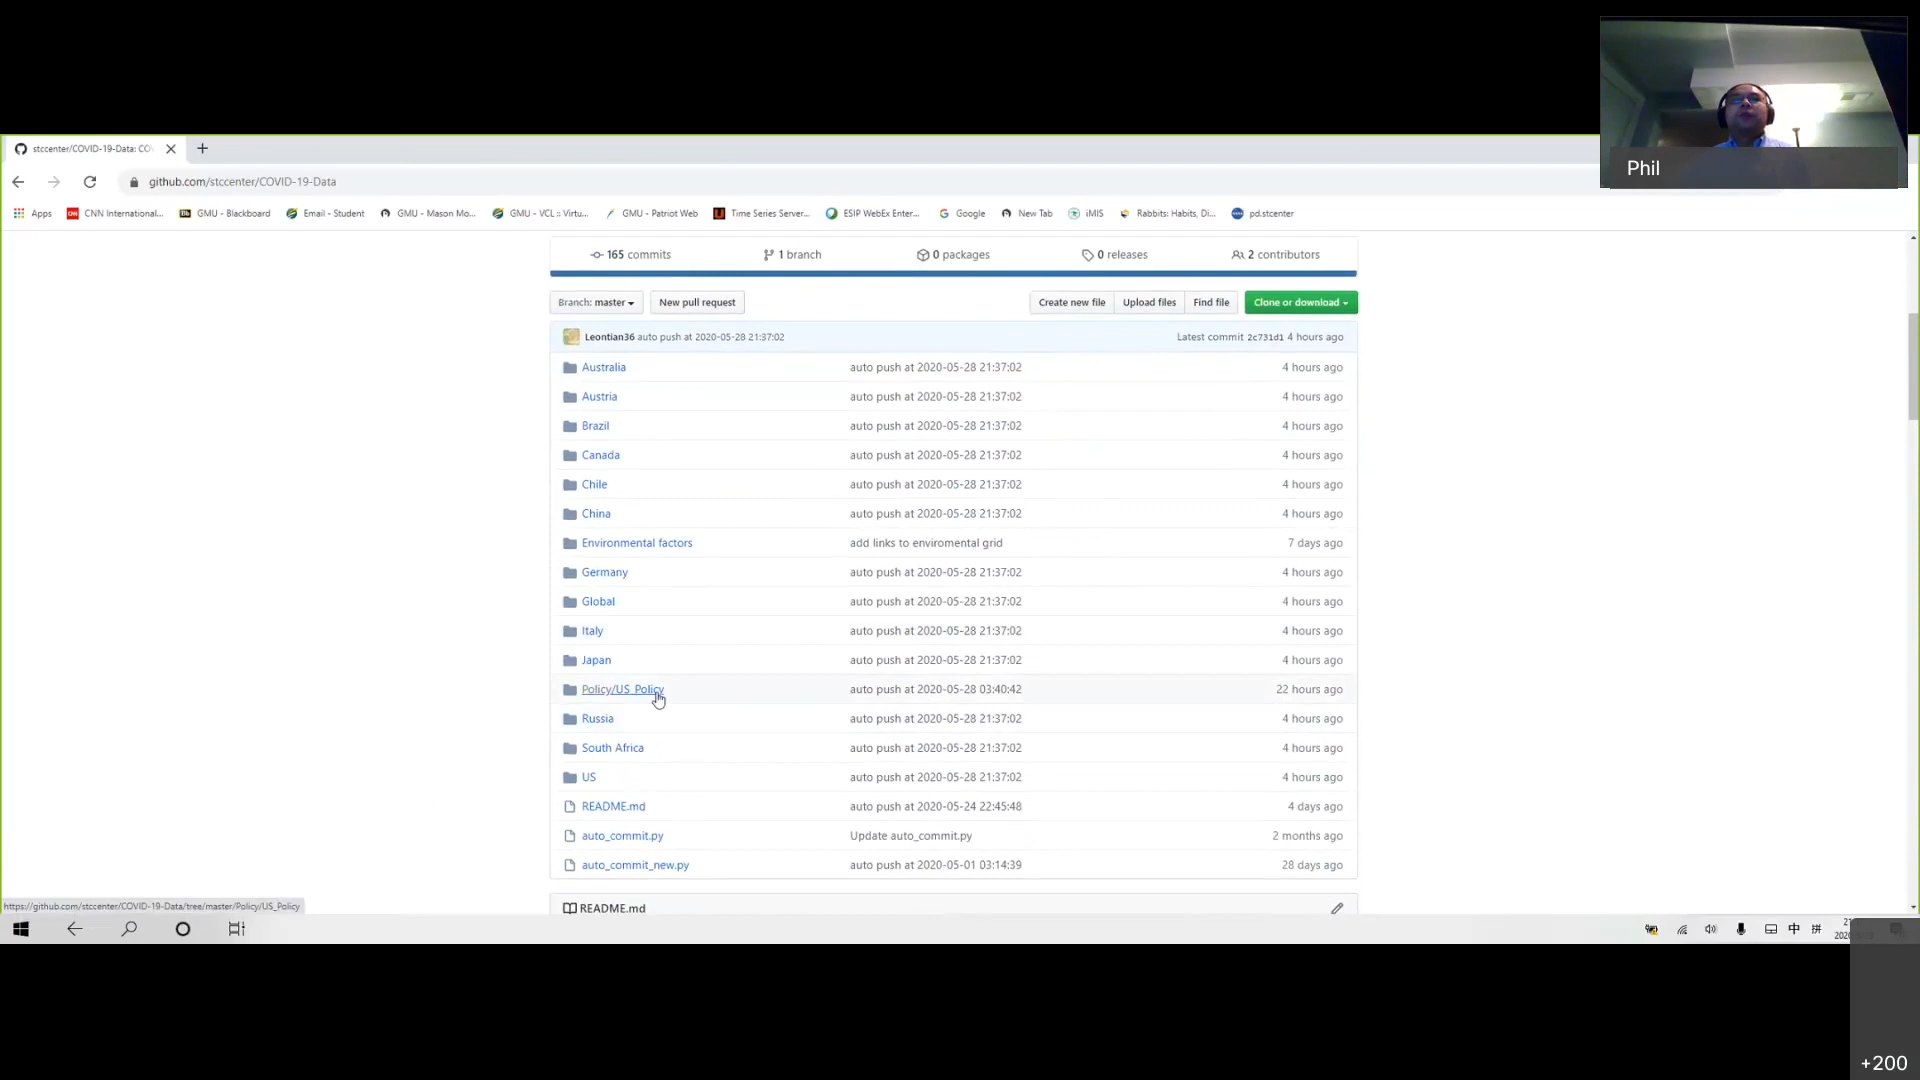 Phil
stccenter/COVID-19-Data: CO
github.com/stccenter/COVID-19-Data
Apps CNN International... GMU - Blackboard Email - Student GMU - Mason Mo... GMU - VCL :: Virtu... GMU - Patriot Web Time Series Server... ESIP WebEx Enter... Google New Tab iMIS Rabbits: Habits, Di... pd.stcenter
165 commits 1 branch 0 packages 0 releases 2 contributors
Branch: master New pull request Create new file Upload files Find file Clone or download
Leontian36 auto push at 2020-05-28 21:37:02 Latest commit 2c731d1 4 hours ago
Australia auto push at 2020-05-28 21:37:02 4 hours ago
Austria auto push at 2020-05-28 21:37:02 4 hours ago
Brazil auto push at 2020-05-28 21:37:02 4 hours ago
Canada auto push at 2020-05-28 21:37:02 4 hours ago
Chile auto push at 2020-05-28 21:37:02 4 hours ago
China auto push at 2020-05-28 21:37:02 4 hours ago
Environmental factors add links to enviromental grid 7 days ago
Germany auto push at 2020-05-28 21:37:02 4 hours ago
Global auto push at 2020-05-28 21:37:02 4 hours ago
Italy auto push at 2020-05-28 21:37:02 4 hours ago
Japan auto push at 2020-05-28 21:37:02 4 hours ago
Policy/US_Policy auto push at 2020-05-28 03:40:42 22 hours ago
Russia auto push at 2020-05-28 21:37:02 4 hours ago
South Africa auto push at 2020-05-28 21:37:02 4 hours ago
US auto push at 2020-05-28 21:37:02 4 hours ago
README.md auto push at 2020-05-24 22:45:48 4 days ago
auto_commit.py Update auto_commit.py 2 months ago
auto_commit_new.py auto push at 2020-05-01 03:14:39 28 days ago
README.md
https://github.com/stccenter/COVID-19-Data/tree/master/Policy/US_Policy
中 拼
+200